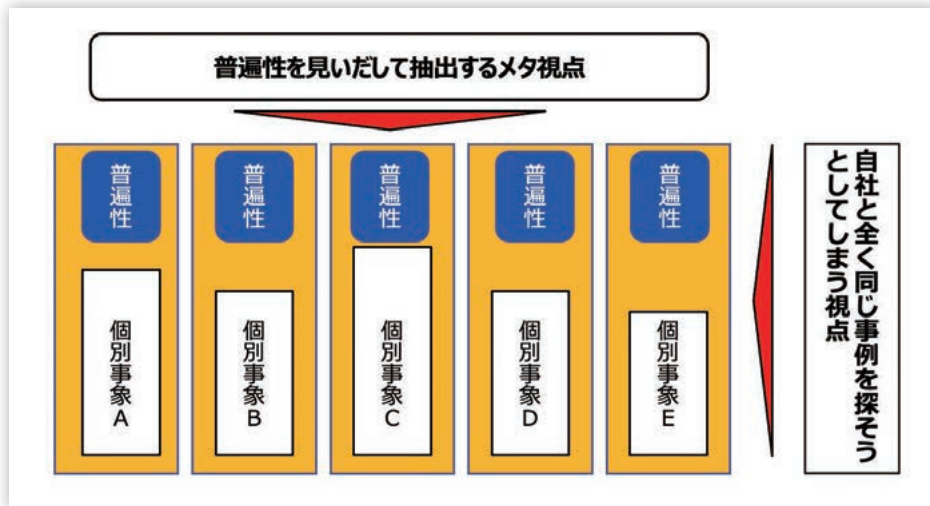 普遍性を見いだして抽出するメタ視点
普遍性
普遍性
普遍性
普遍性
普遍性
個別事象A
個別事象B
個別事象C
個別事象D
個別事象E
自社と全く同じ事例を探そう
としてしまう視点